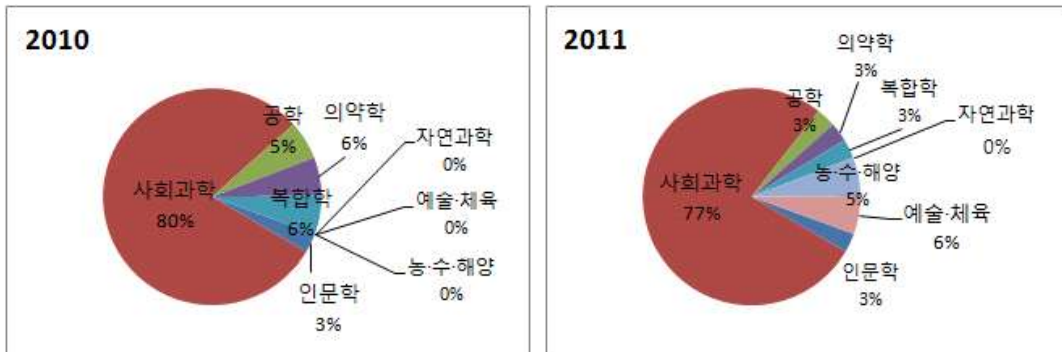 2010
공학
5%
의약학
6%
자연과학
0%
사회과학
80%
복합학
6%
예술·체육
0%
농·수·해양
0%
인문학
3%
2011
의약학
3%
공학
3%
복합학
3%
자연과학
0%
사회과학
77%
농·수·해양
5%
예술·체육
6%
인문학
3%